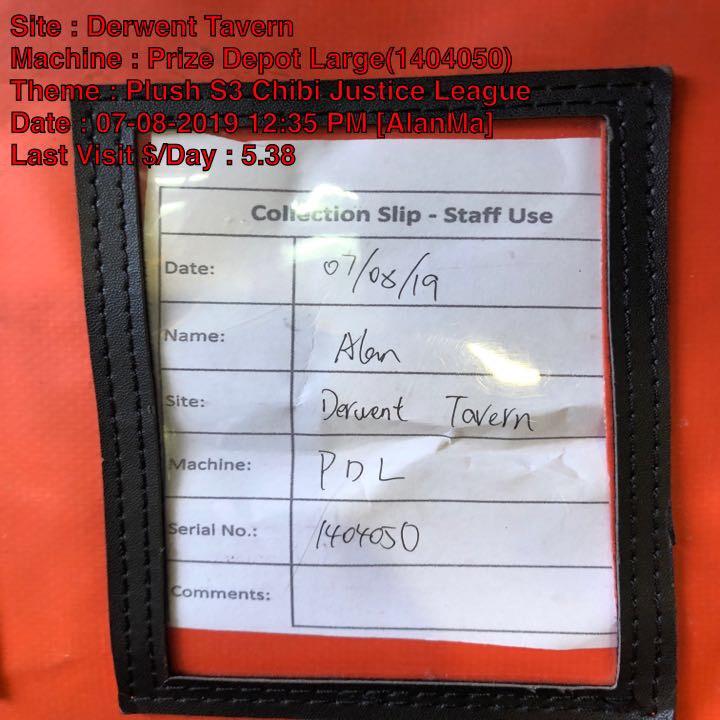 Site : Derwent Tavern
Machine : Prize Depot Large(1404050)
Theme : Plush S3 Chibi Justice League
Date : 07-08-2019 12:35 PM [AlanMa]
Last Visit $/Day : 5.38
Collection Slip - Staff Use
Date: 07/08/19
Name: Alan
Site: Derwent Tavern
Machine: PDL
Serial No.: 1404050
Comments: